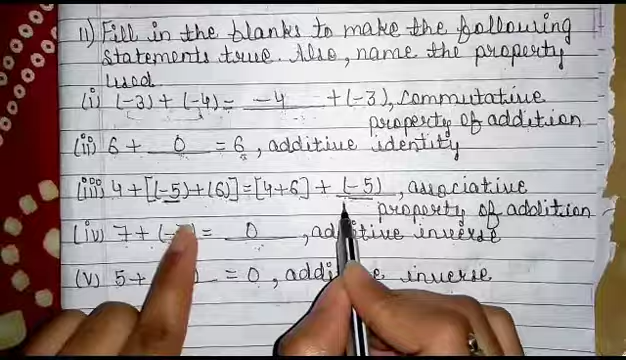 11) Fill in the blanks to make the following
statements true. Also, name the property
used.
(i) (-3) + (-4) = -4 + (-3), commutative
property of addition
(ii) 6 + 0 = 6, additive identity
(iii) 4 + [(-5) + (6)] = [4+6] + (-5), associative
property of addition
(iv) 7 + (- = 0, additive inverse
(v) 5 + = 0, additive inverse